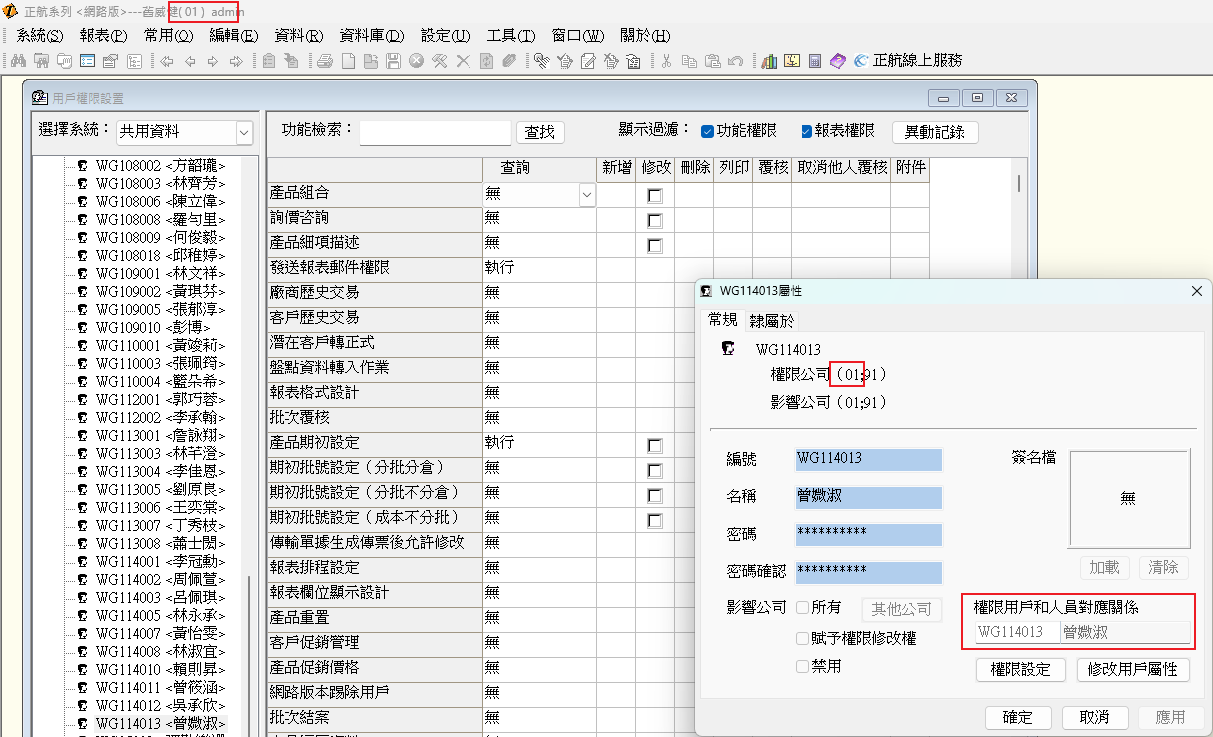 正航系列 <網路版>---舊威健(01) admin
系統(S) 報表(P) 常用(O) 編輯(E) 資料(R) 資料庫(D) 設定(U) 工具(T) 窗口(W) 關於(H)
正航線上服務
用戶權限設置
選擇系統： 共用資料
功能檢索： 查找 顯示過濾： 功能權限 報表權限 異動記錄
WG108002 <方韶瓏>
WG108003 <林齊芳>
WG108006 <陳立偉>
WG108008 <羅勻里>
WG108009 <何俊毅>
WG108018 <邱稚婷>
WG109001 <林文祥>
WG109002 <黃琪芬>
WG109005 <張郁淳>
WG109010 <彭博>
WG110001 <黃竣莉>
WG110003 <張珮筠>
WG110004 <藍朵希>
WG112001 <郭巧蓉>
WG112002 <李承翰>
WG113001 <詹詠翔>
WG113003 <林芊澄>
WG113004 <李佳恩>
WG113005 <劉原良>
WG113006 <王奕棠>
WG113007 <丁秀枝>
WG113008 <蕭士閎>
WG114001 <李冠勳>
WG114002 <周佩萱>
WG114003 <呂佩琪>
WG114005 <林永承>
WG114007 <黃怡雯>
WG114008 <林淑宜>
WG114010 <賴則昇>
WG114011 <曾筱涵>
WG114012 <吳承欣>
WG114013 <曾媺淑>
查詢 新增 修改 刪除 列印 覆核 取消他人覆核 附件
產品組合 無
詢價咨詢 無
產品細項描述 無
發送報表郵件權限 執行
廠商歷史交易 無
客戶歷史交易 無
潛在客戶轉正式 無
盤點資料轉入作業 無
報表格式設計 無
批次覆核 無
產品期初設定 執行
期初批號設定（分批分倉） 無
期初批號設定（分批不分倉） 無
期初批號設定（成本不分批） 無
傳輸單據生成傳票後允許修改 無
報表排程設定 無
報表欄位顯示設計 無
產品重置 無
客戶促銷管理 無
產品促銷價格 無
網路版本踢除用戶 無
批次結案 無
WG114013屬性
常規 隸屬於
WG114013
權限公司（01;91）
影響公司（01;91）
編號 WG114013
名稱 曾媺淑
密碼 **********
密碼確認 **********
影響公司 所有 其他公司
賦予權限修改權
禁用
簽名檔
無
加載 清除
權限用戶和人員對應關係
WG114013 曾媺淑
權限設定 修改用戶屬性
確定 取消 應用